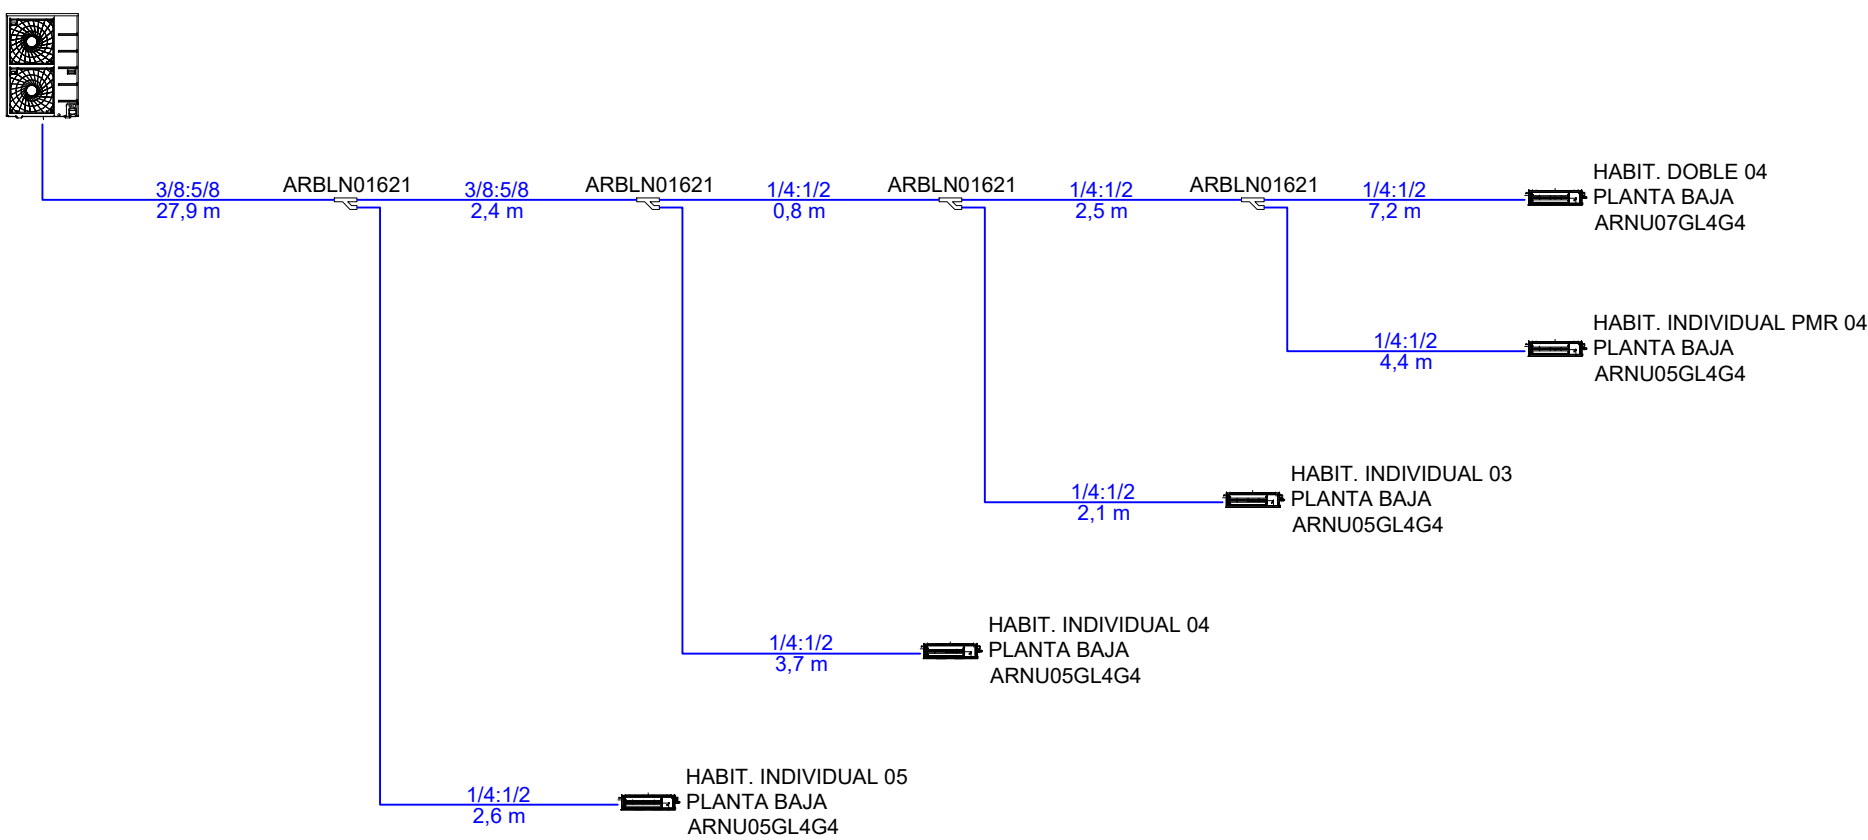 3/8:5/8
27,9 m
ARBLN01621
3/8:5/8
2,4 m
ARBLN01621
1/4:1/2
0,8 m
ARBLN01621
1/4:1/2
2,5 m
ARBLN01621
1/4:1/2
7,2 m
HABIT. DOBLE 04
PLANTA BAJA
ARNU07GL4G4
1/4:1/2
4,4 m
HABIT. INDIVIDUAL PMR 04
PLANTA BAJA
ARNU05GL4G4
1/4:1/2
2,1 m
HABIT. INDIVIDUAL 03
PLANTA BAJA
ARNU05GL4G4
1/4:1/2
3,7 m
HABIT. INDIVIDUAL 04
PLANTA BAJA
ARNU05GL4G4
1/4:1/2
2,6 m
HABIT. INDIVIDUAL 05
PLANTA BAJA
ARNU05GL4G4